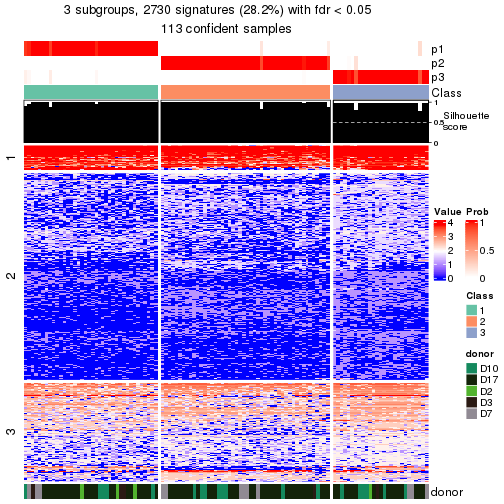 3 subgroups, 2730 signatures (28.2%) with fdr < 0.05
113 confident samples
p1
p2
p3
Class
1
0.5
0
Silhouette
score
1
2
3
Value
4
3
2
1
0
Prob
1
0.5
0
Class
1
2
3
donor
D10
D17
D2
D3
D7
donor